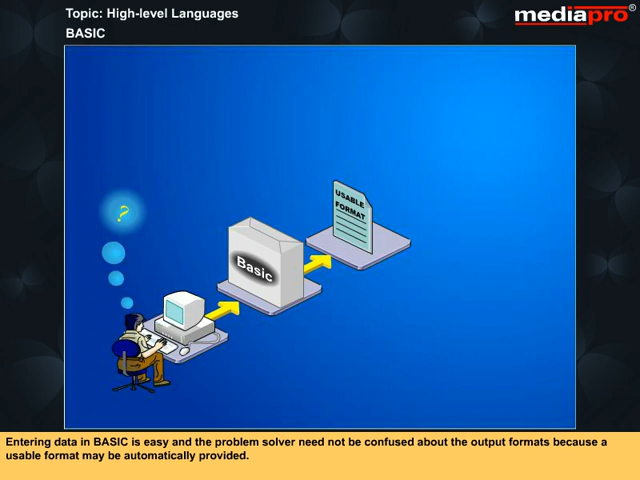 Topic: High-level Languages
BASIC
mediapro®
?
USABLE
FORMAT
Basic
Entering data in BASIC is easy and the problem solver need not be confused about the output formats because a
usable format may be automatically provided.